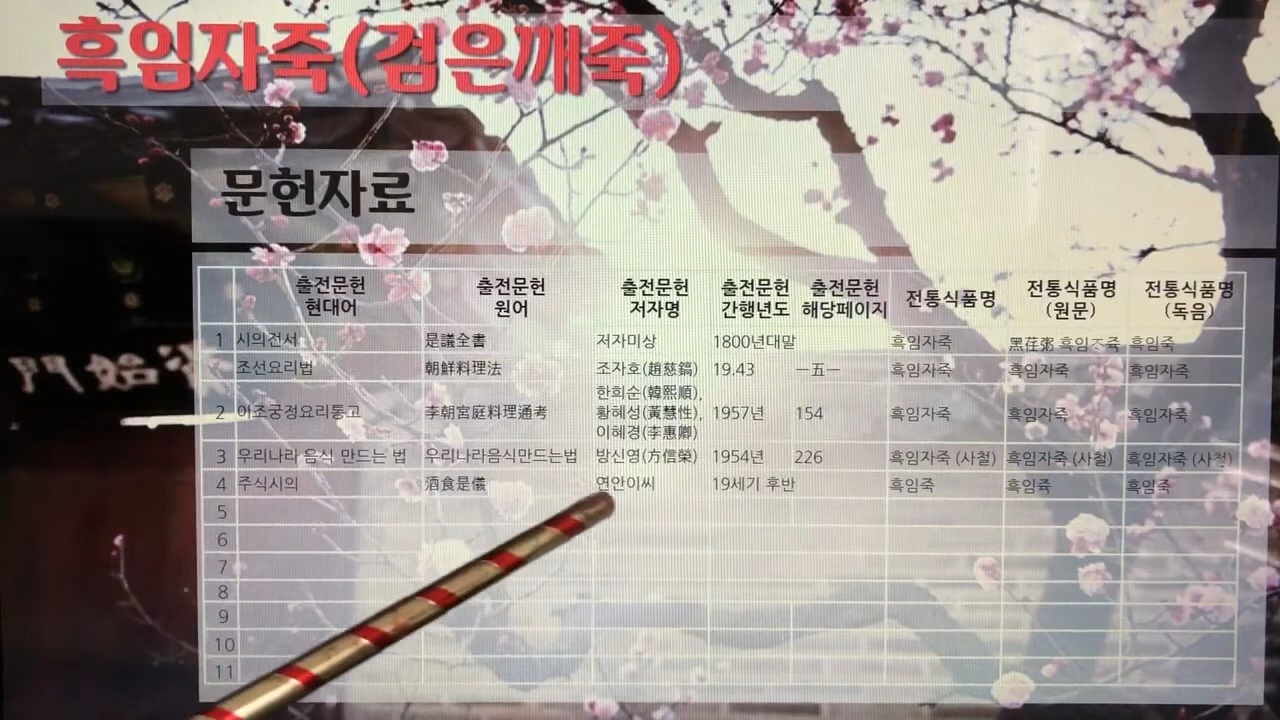 흑임자죽(검은깨죽)
문헌자료
출전문헌 현대어 출전문헌 원어 출전문헌 저자명 출전문헌 간행년도 출전문헌 해당페이지 전통식품명 전통식품명 (원문) 전통식품명 (독음)
1 시의전서 是議全書 저자미상 1800년대말 흑임자죽 黑荏粥 흑임ᄌᆞ죽 흑임죽
조선요리법 朝鮮料理法 조자호(趙慈鎬) 19.43 一五一 흑임자죽 흑임자죽 흑임자죽
2 이조궁정요리통고 李朝宮庭料理通考 한희순(韓熙順), 황혜성(黃慧性), 이혜경(李惠卿) 1957년 154 흑임자죽 흑임자죽 흑임자죽
3 우리나라 음식 만드는 법 우리나라음식만드는법 방신영(方信榮) 1954년 226 흑임자죽 (사철) 흑임자죽 (사철) 흑임자죽 (사철)
4 주식시의 酒食是儀 연안이씨 19세기 후반 흑임죽 흑임쥭 흑임죽
5
6
7
8
9
10
11
門始